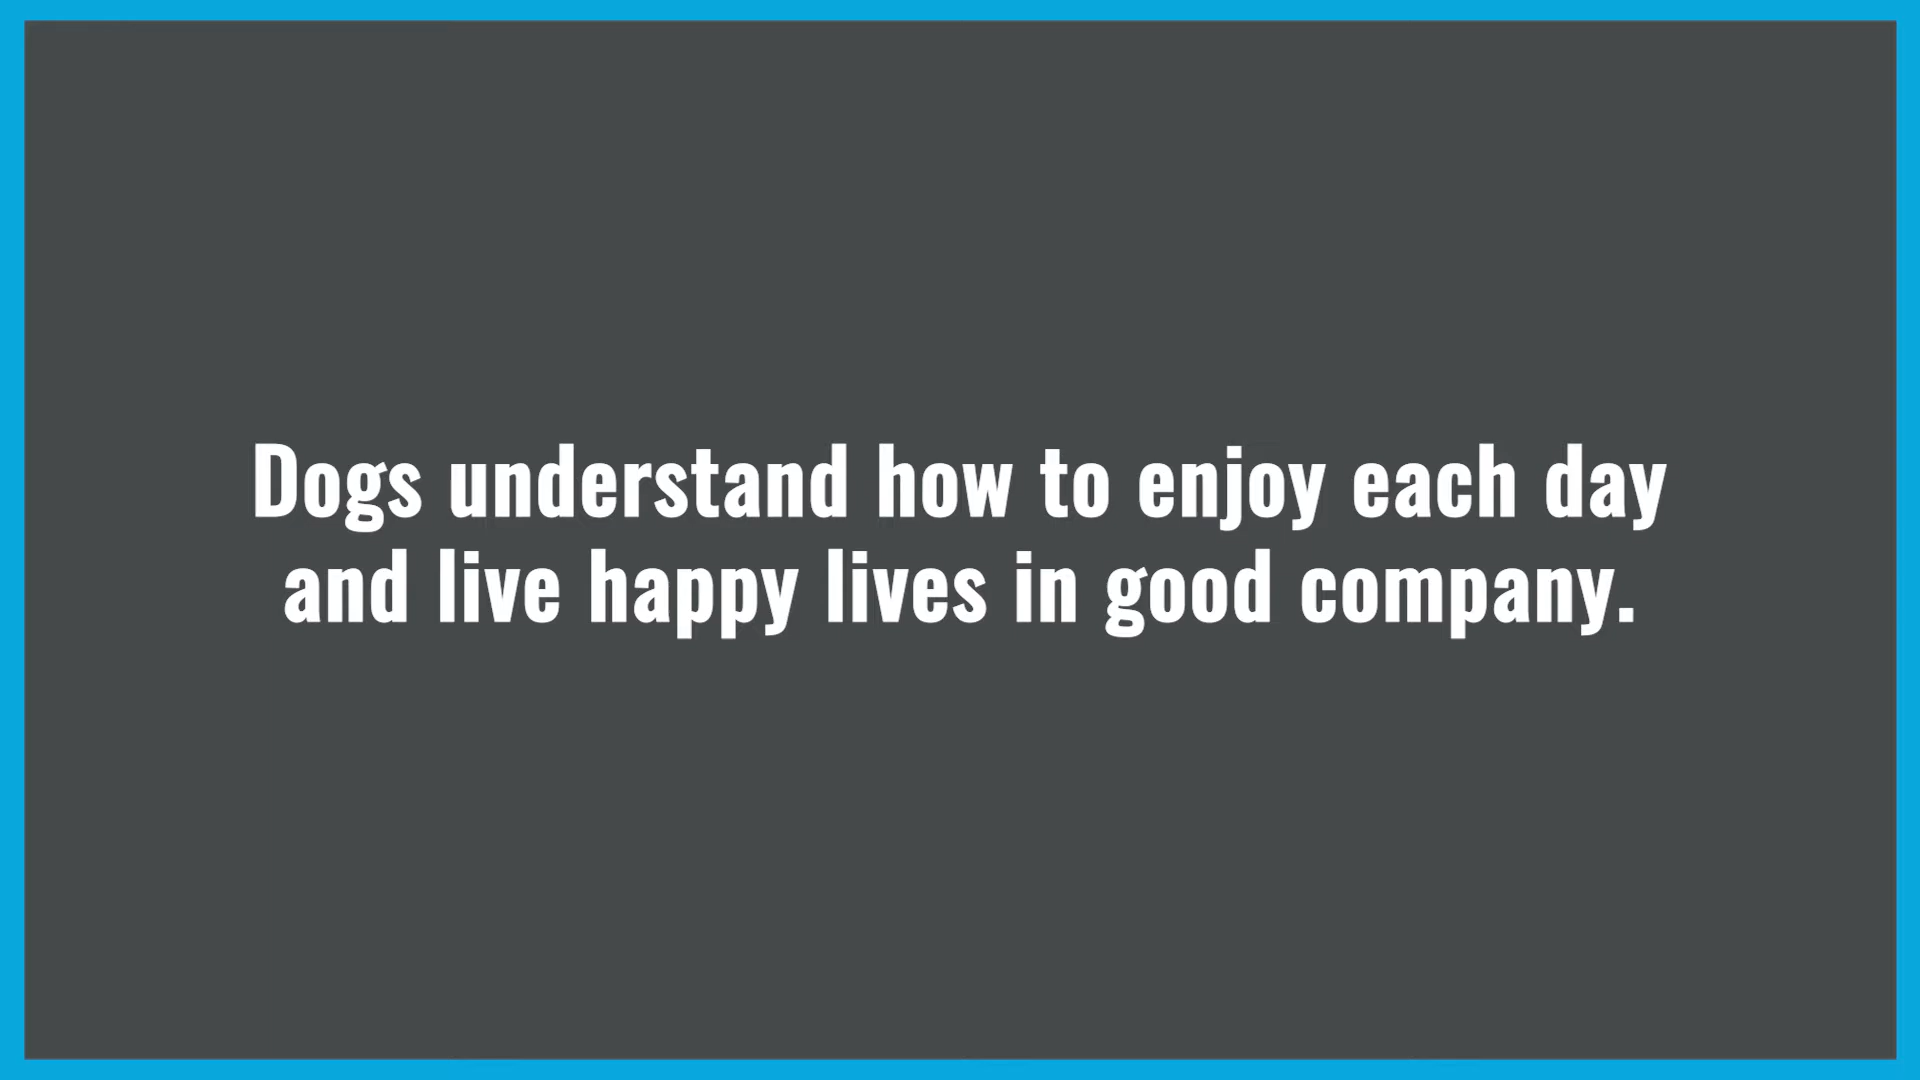 Dogs understand how to enjoy each day
and live happy lives in good company.